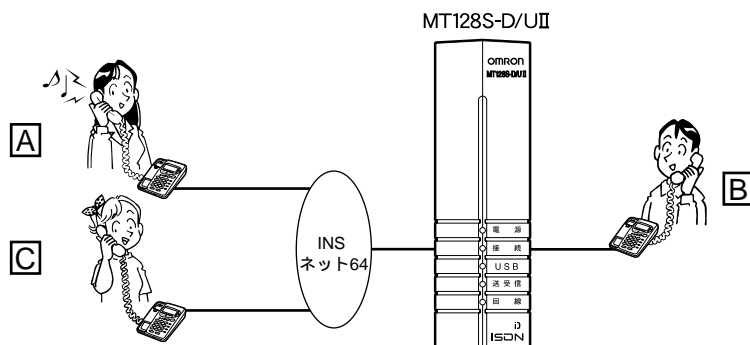 MT128S-D/UⅡ
OMRON
MT128S-D/UⅡ
A
B
電源
接続
USB
送受信
回線
INS
ネット64
C
ISDN